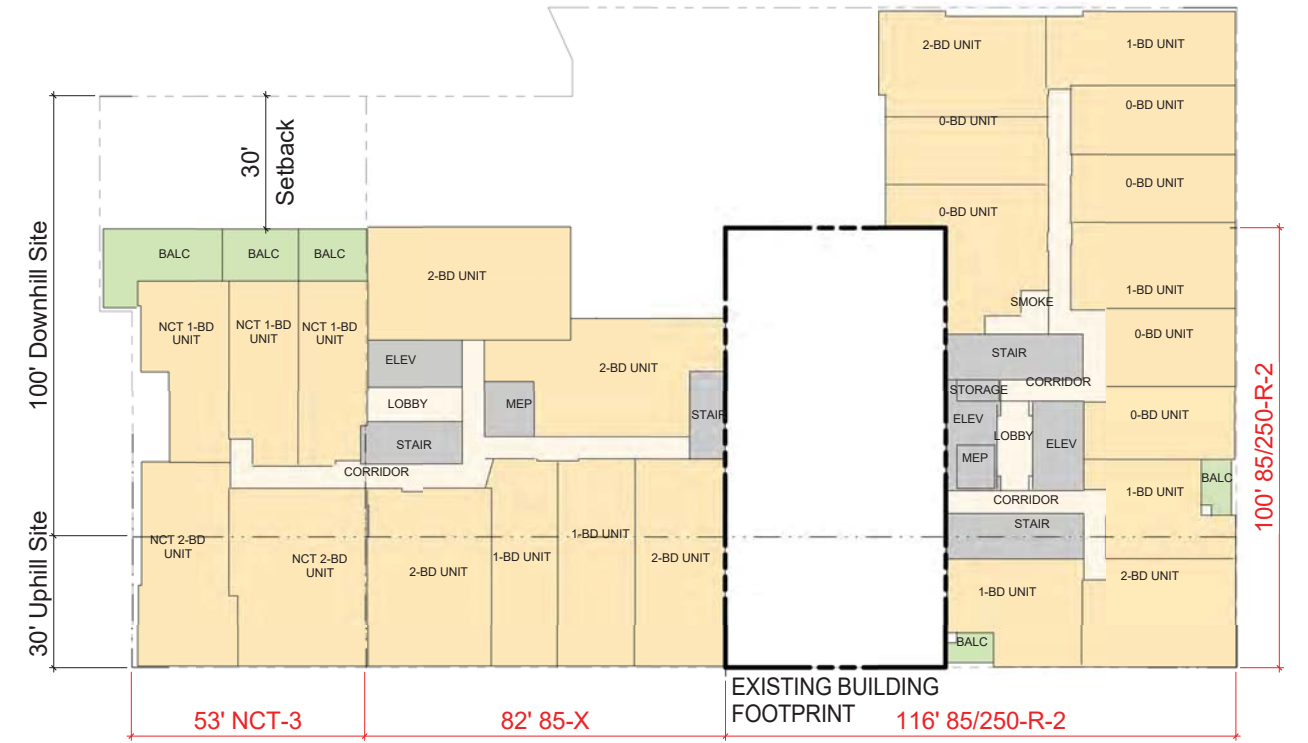 2-BD UNIT
1-BD UNIT
0-BD UNIT
0-BD UNIT
0-BD UNIT
0-BD UNIT
1-BD UNIT
SMOKE
0-BD UNIT
STAIR
CORRIDOR
STORAGE
0-BD UNIT
ELEV
LOBBY
ELEV
MEP
BALC
1-BD UNIT
CORRIDOR
STAIR
1-BD UNIT
2-BD UNIT
BALC
100' 85/250-R-2
30'
Setback
100' Downhill Site
30' Uphill Site
BALC
BALC
BALC
2-BD UNIT
NCT 1-BD
UNIT
NCT 1-BD
UNIT
NCT 1-BD
UNIT
ELEV
2-BD UNIT
LOBBY
MEP
STAIR
STAIR
CORRIDOR
NCT 2-BD
UNIT
NCT 2-BD
UNIT
2-BD UNIT
1-BD UNIT
1-BD UNIT
2-BD UNIT
EXISTING BUILDING
FOOTPRINT
53' NCT-3
82' 85-X
116' 85/250-R-2